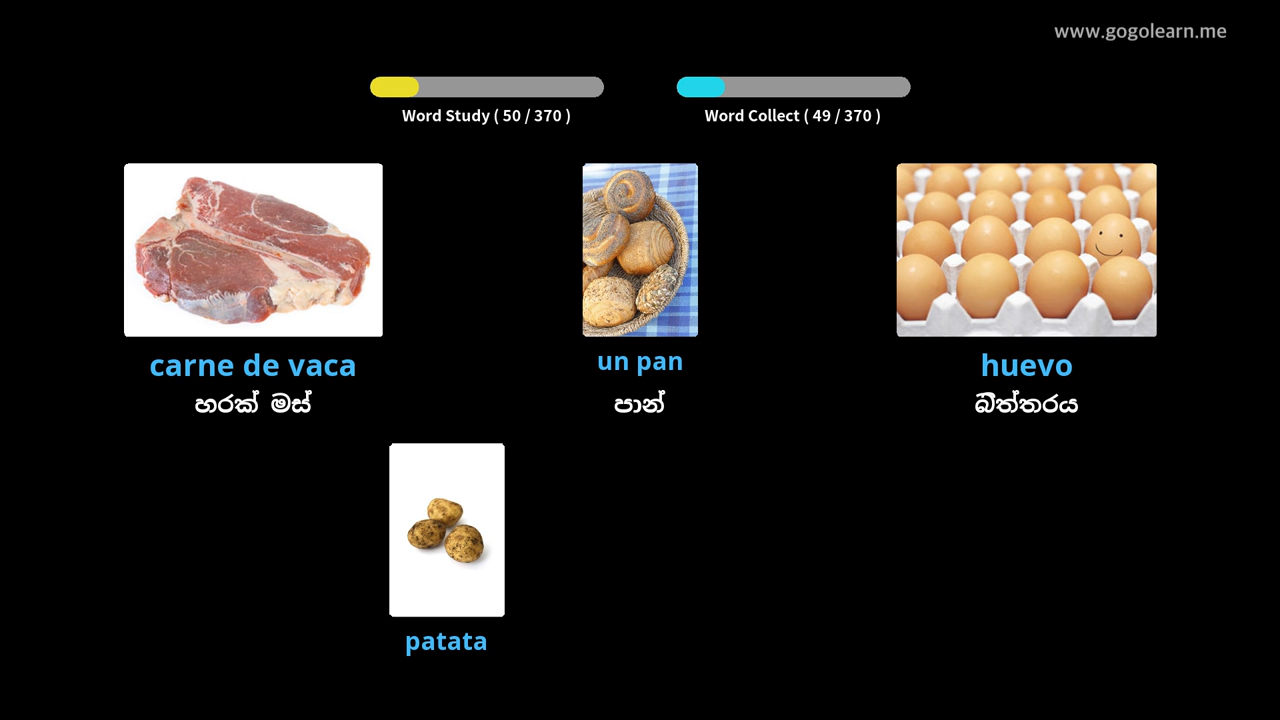 www.gogolearn.me
Word Study ( 50 / 370 )
Word Collect ( 49 / 370 )
carne de vaca
un pan
huevo
හරක් මස්
පාන්
බිත්තරය
patata